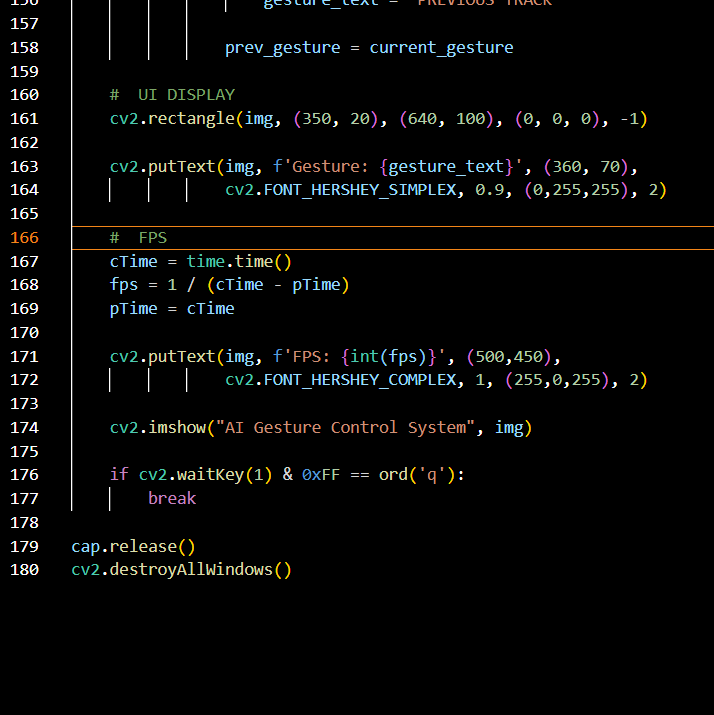 156 gesture_text = "PREVIOUS TRACK"
157
158 prev_gesture = current_gesture
159
160 #  UI DISPLAY
161 cv2.rectangle(img, (350, 20), (640, 100), (0, 0, 0), -1)
162
163 cv2.putText(img, f'Gesture: {gesture_text}', (360, 70),
164 cv2.FONT_HERSHEY_SIMPLEX, 0.9, (0,255,255), 2)
165
166 #  FPS
167 cTime = time.time()
168 fps = 1 / (cTime - pTime)
169 pTime = cTime
170
171 cv2.putText(img, f'FPS: {int(fps)}', (500,450),
172 cv2.FONT_HERSHEY_COMPLEX, 1, (255,0,255), 2)
173
174 cv2.imshow("AI Gesture Control System", img)
175
176 if cv2.waitKey(1) & 0xFF == ord('q'):
177 break
178
179 cap.release()
180 cv2.destroyAllWindows()